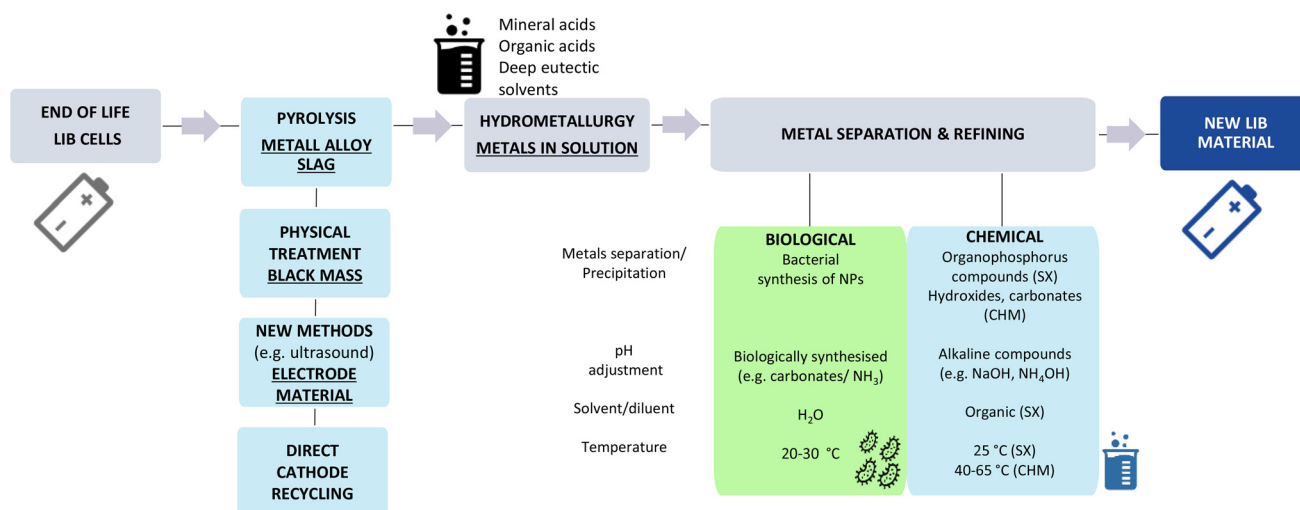 Mineral acids
Organic acids
Deep eutectic
solvents
END OF LIFE
LIB CELLS
PYROLYSIS
METALL ALLOY
SLAG
HYDROMETALLURGY
METALS IN SOLUTION
METAL SEPARATION & REFINING
NEW LIB
MATERIAL
PHYSICAL
TREATMENT
BLACK MASS
NEW METHODS
(e.g. ultrasound)
ELECTRODE
MATERIAL
DIRECT
CATHODE
RECYCLING
Metals separation/
Precipitation
pH
adjustment
Solvent/diluent
Temperature
BIOLOGICAL
Bacterial
synthesis of NPs
Biologically synthesised
(e.g. carbonates/ NH₃)
H₂O
20-30 °C
CHEMICAL
Organophosphorus
compounds (SX)
Hydroxides, carbonates
(CHM)
Alkaline compounds
(e.g. NaOH, NH₄OH)
Organic (SX)
25 °C (SX)
40-65 °C (CHM)